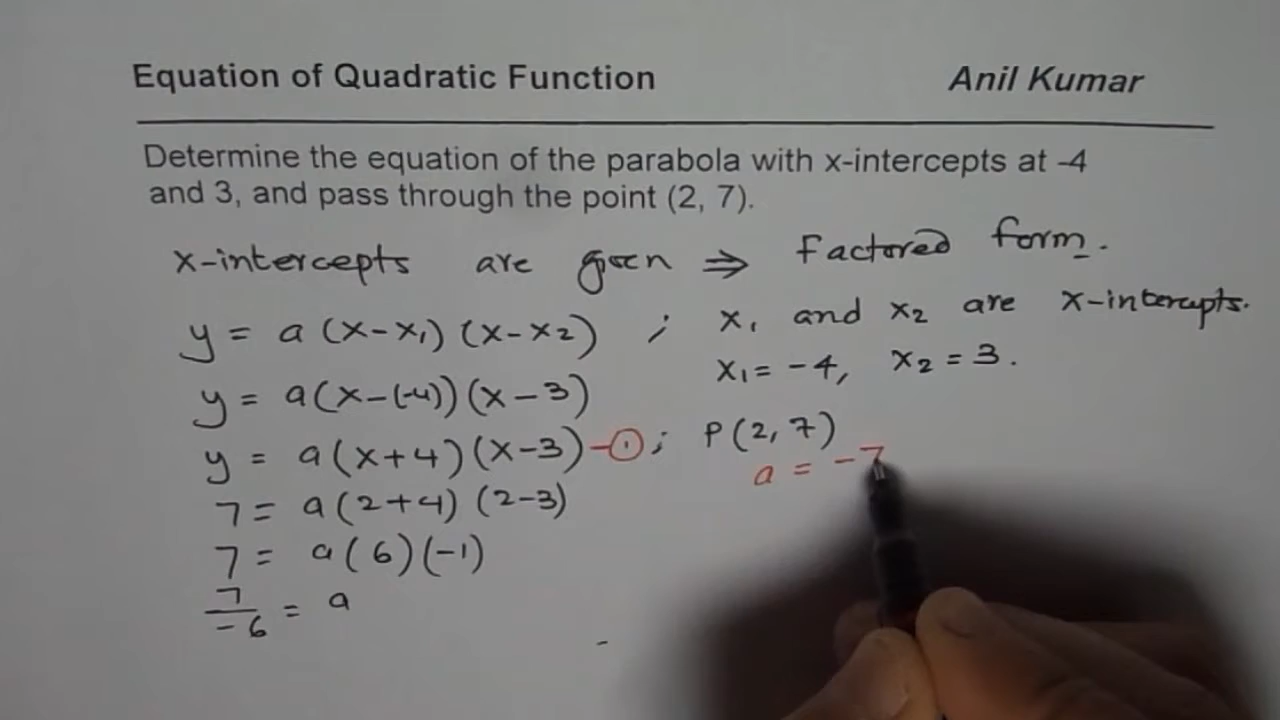 Equation of Quadratic Function Anil Kumar
Determine the equation of the parabola with x-intercepts at -4
and 3, and pass through the point (2, 7).
x-intercepts are given ⇒ Factored form.
y = a (x-x₁) (x-x₂) ; x₁ and x₂ are x-intercepts.
y = a(x-(-4))(x-3) x₁ = -4, x₂ = 3.
y = a(x+4)(x-3) -① ; P(2, 7)
a = -7
7 = a(2+4) (2-3)
7 = a(6)(-1)
7/-6 = a